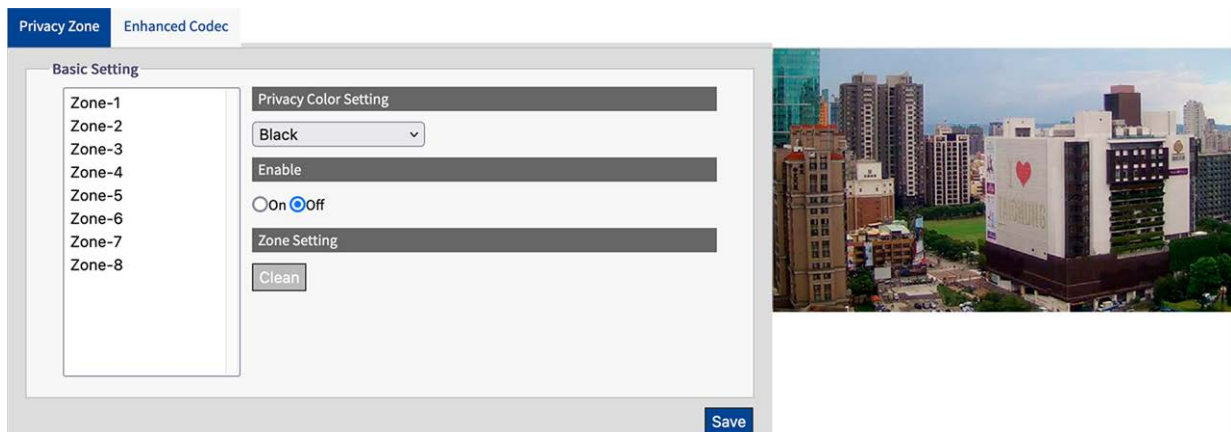 Privacy Zone
Enhanced Codec
Basic Setting
Zone-1
Zone-2
Zone-3
Zone-4
Zone-5
Zone-6
Zone-7
Zone-8
Privacy Color Setting
Black
Enable
On
Off
Zone Setting
Clean
Save
I
TAICHUNG